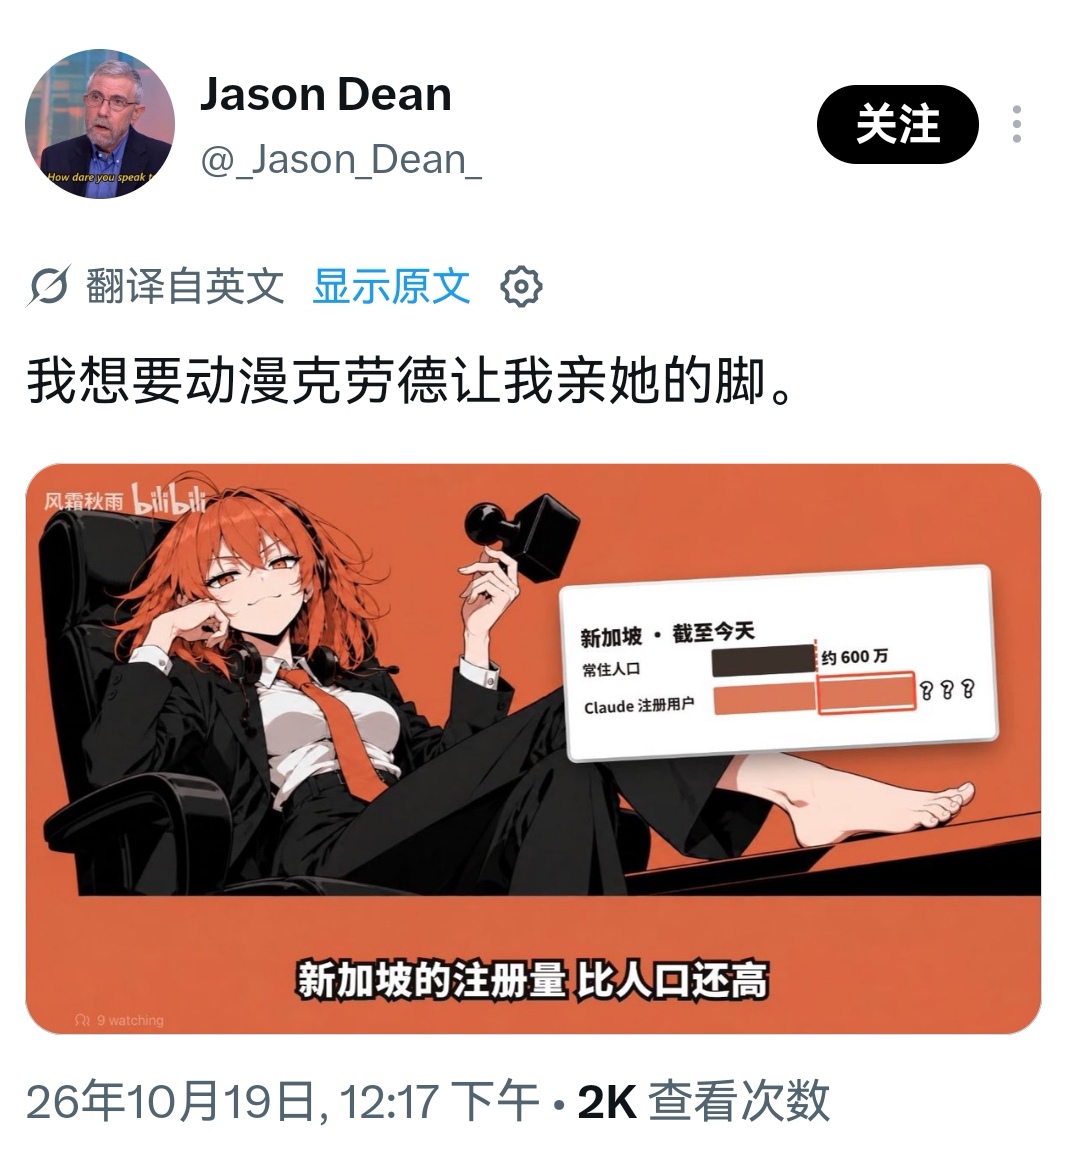 How dare you speak t
Jason Dean
@_Jason_Dean_
关注
翻译自英文 显示原文
我想要动漫克劳德让我亲她的脚。
风霜秋雨 bilibili
新加坡 · 截至今天
常住人口 约 600 万
Claude 注册用户 ? ? ?
新加坡的注册量 比人口还高
9 watching
26年10月19日, 12:17 下午 · 2K 查看次数